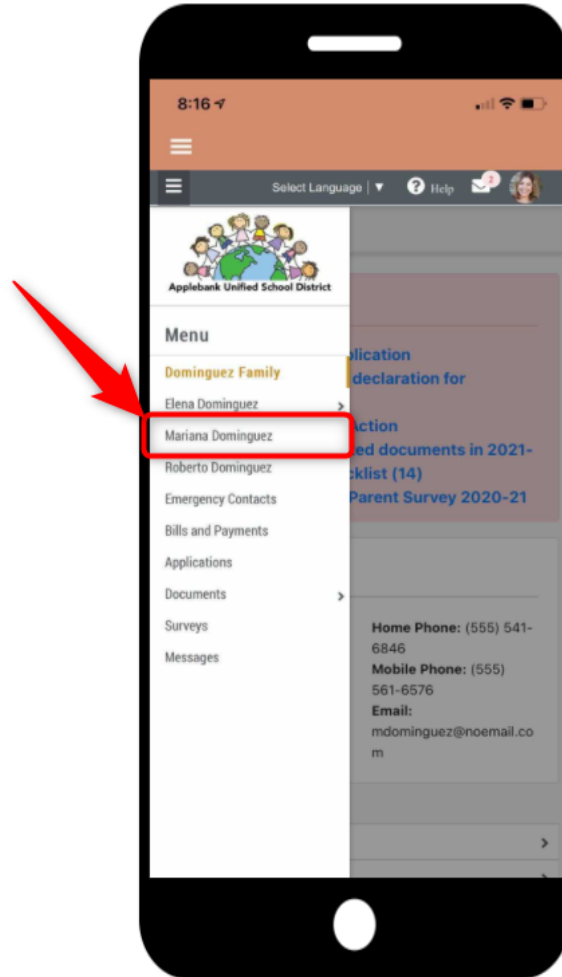 8:16
Select Language | ▼ ? Help 2
Applebank Unified School District
Menu
Dominguez Family
Elena Dominguez >
Mariana Dominguez
Roberto Dominguez
Emergency Contacts
Bills and Payments
Applications
Documents >
Surveys
Messages
plication
declaration for
Action
ted documents in 2021-
cklist (14)
Parent Survey 2020-21
Home Phone: (555) 541-
6846
Mobile Phone: (555)
561-6576
Email:
mdominguez@noemail.co
m